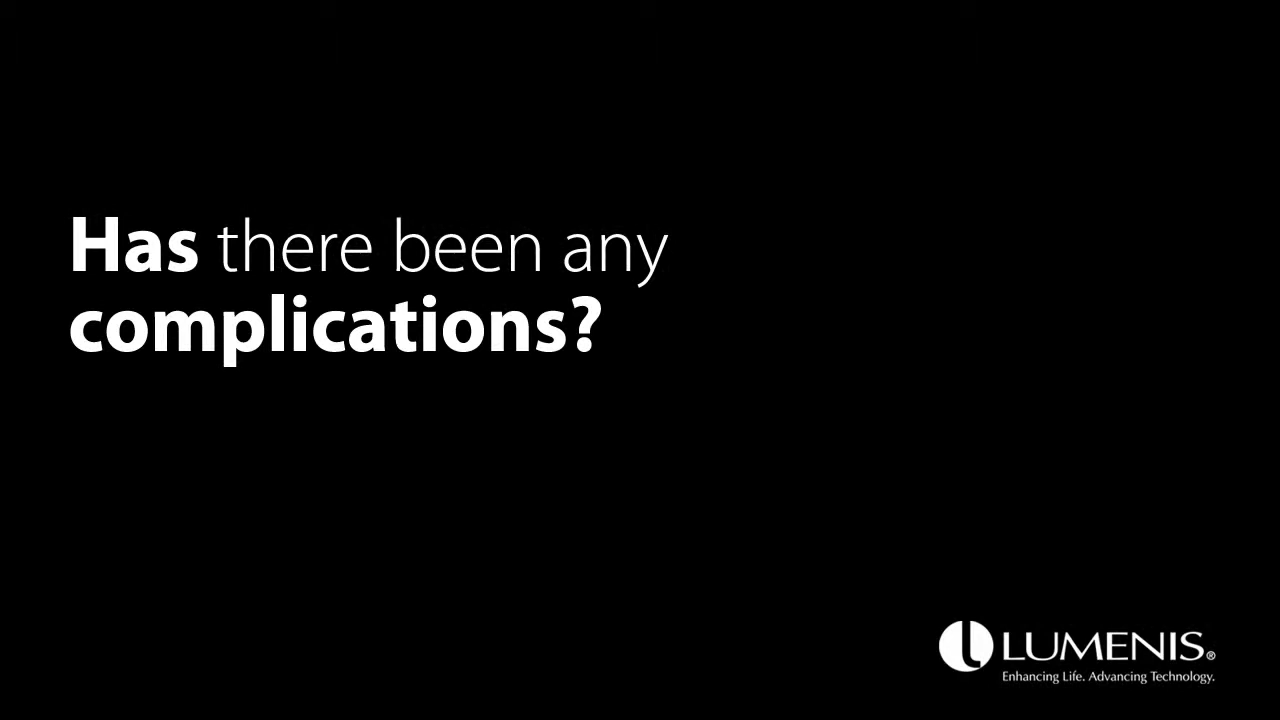 Has there been any
complications?
LUMENIS®
Enhancing Life. Advancing Technology.